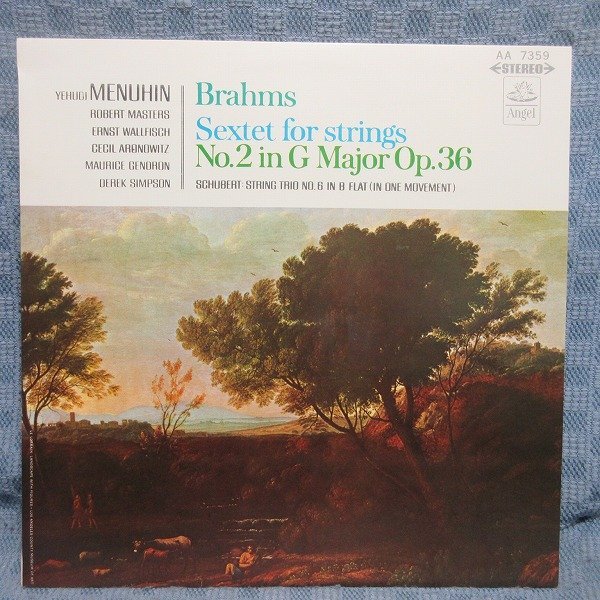 AA 7359
STEREO
Angel
YEHUDI MENUHIN
ROBERT MASTERS
ERNST WALLFISCH
CECIL ARONOWITZ
MAURICE GENDRON
DEREK SIMPSON
Brahms
Sextet for strings
No.2 in G Major Op.36
SCHUBERT: STRING TRIO NO.6 IN B FLAT (IN ONE MOVEMENT)